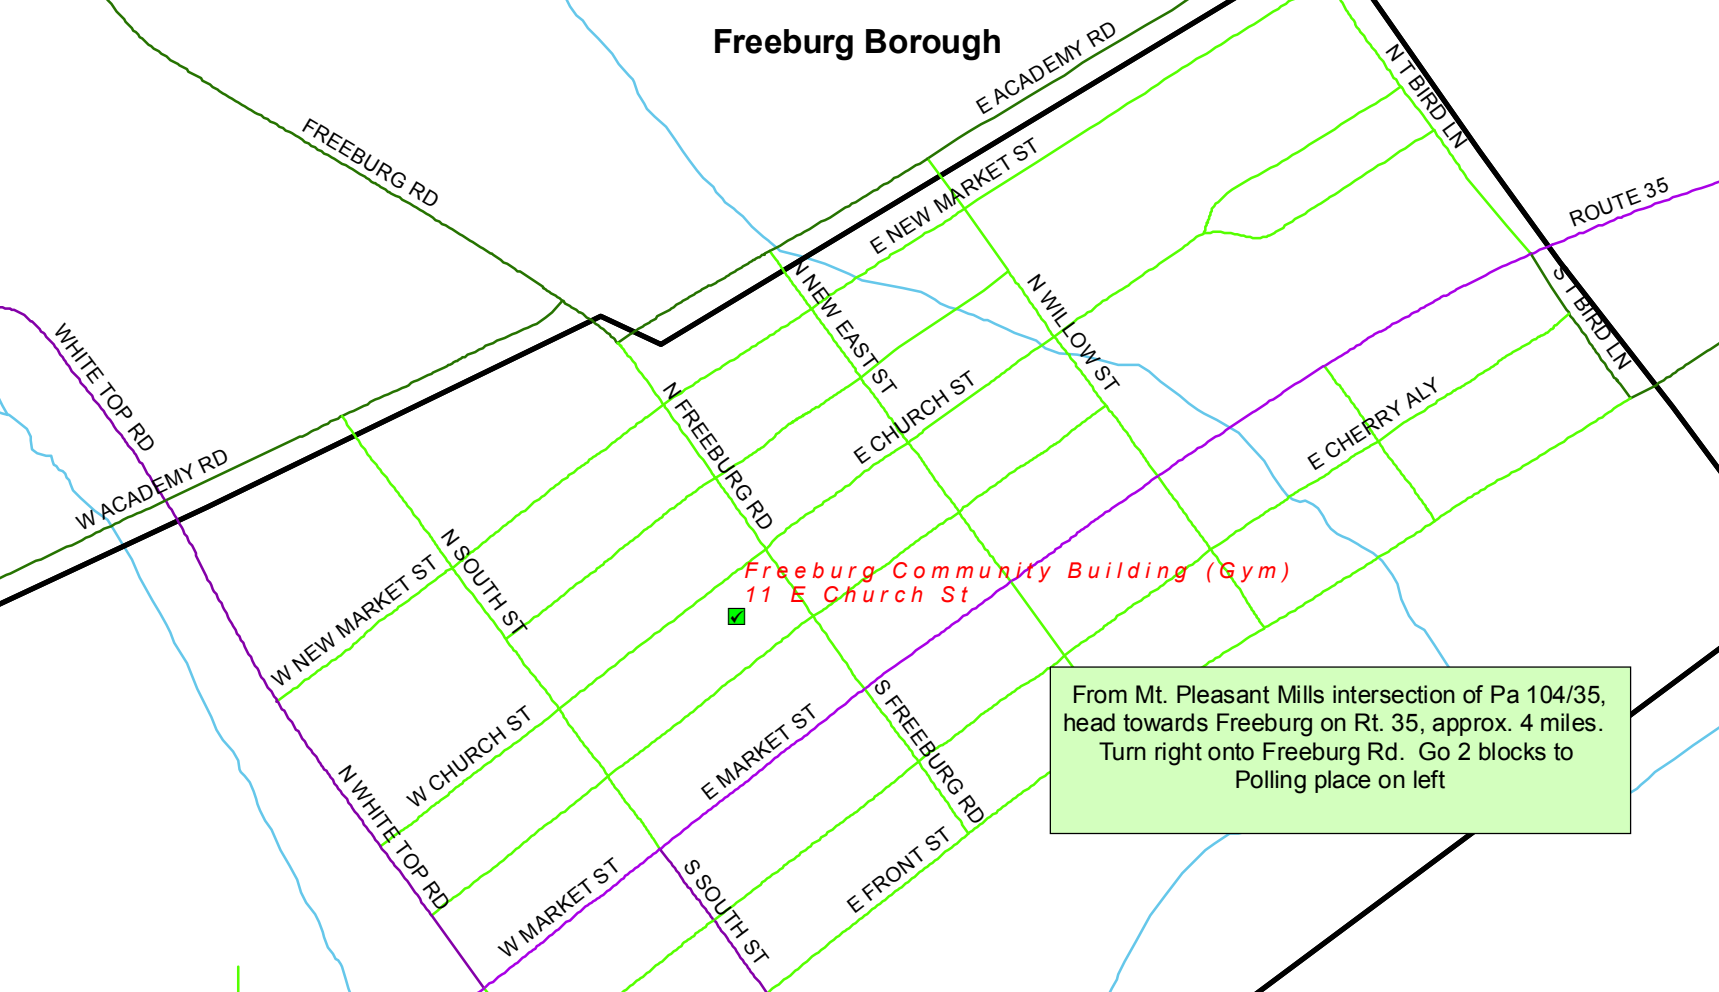 Freeburg Borough
E ACADEMY RD
N T BIRD LN
FREEBURG RD
E NEW MARKET ST
ROUTE 35
N NEW EAST ST
N WILLOW ST
S T BIRD LN
WHITE TOP RD
N FREEBURG RD
E CHURCH ST
E CHERRY ALY
W ACADEMY RD
N SOUTH ST
W NEW MARKET ST
Freeburg Community Building (Gym)
11 E Church St
W CHURCH ST
E MARKET ST
S FREEBURG RD
From Mt. Pleasant Mills intersection of Pa 104/35,
head towards Freeburg on Rt. 35, approx. 4 miles.
Turn right onto Freeburg Rd. Go 2 blocks to
Polling place on left
N WHITE TOP RD
W MARKET ST
S SOUTH ST
E FRONT ST